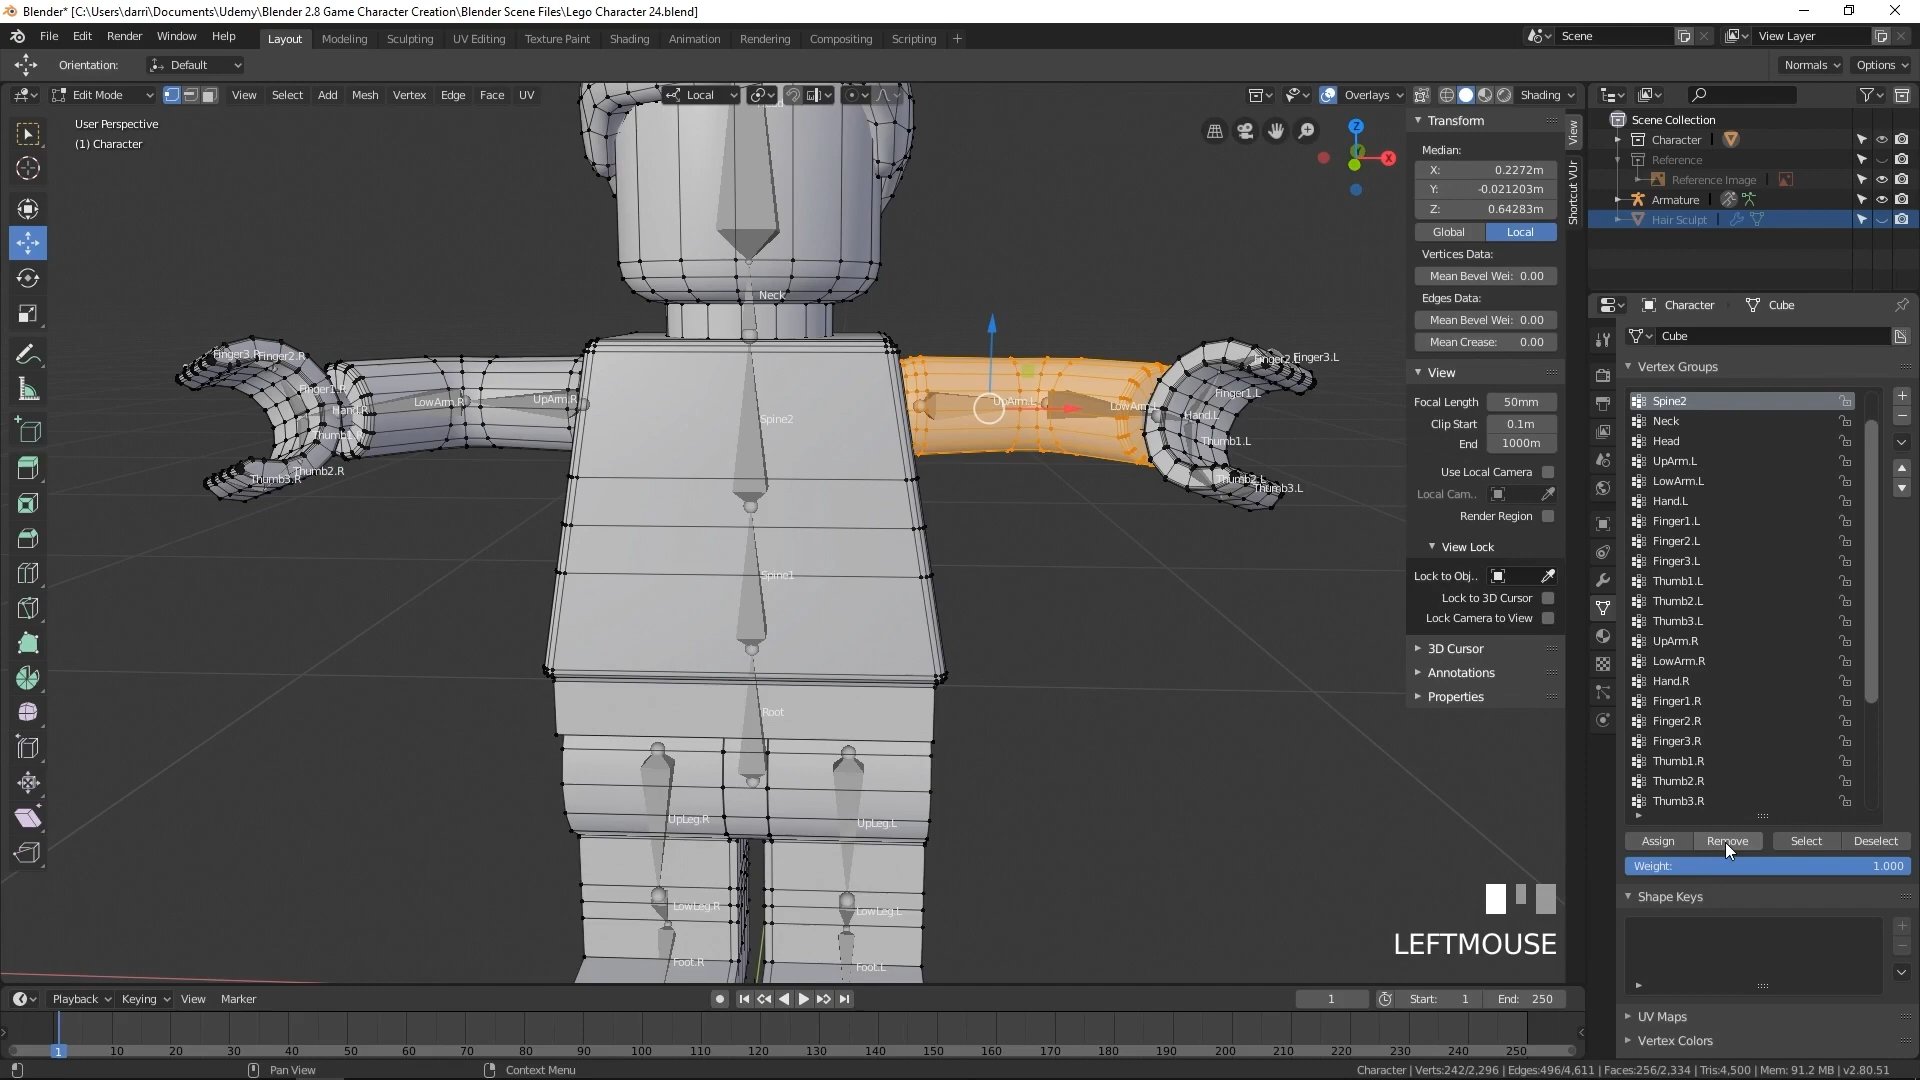 Blender* [C:\Users\darri\Documents\Udemy\Blender 2.8 Game Character Creation\Blender Scene Files\Lego Character 24.blend]
File Edit Render Window Help Layout Modeling Sculpting UV Editing Texture Paint Shading Animation Rendering Compositing Scripting + Scene View Layer
Orientation: Default Normals Options
Edit Mode View Select Add Mesh Vertex Edge Face UV Local Overlays Shading
User Perspective
(1) Character
Neck
Finger3.R Finger2.R
Finger1.R
Hand.R
LowArm.R
UpArm.R
Thumb1.R
Thumb2.R
Thumb3.R
Spine2
UpArm.L
LowArm.L
Hand.L
Finger1.L
Finger2.L
Finger3.L
Thumb1.L
Thumb2.L
Thumb3.L
Spine1
Root
UpLeg.R
UpLeg.L
LowLeg.R
LowLeg.L
Foot.R
Foot.L
Z
X
Transform
Median:
X: 0.2272m
Y: -0.021203m
Z: 0.64283m
Global Local
Vertices Data:
Mean Bevel Wei: 0.00
Edges Data:
Mean Bevel Wei: 0.00
Mean Crease: 0.00
View
Focal Length 50mm
Clip Start 0.1m
End 1000m
Use Local Camera
Local Cam..
Render Region
View Lock
Lock to Obj..
Lock to 3D Cursor
Lock Camera to View
3D Cursor
Annotations
Properties
View
Shortcut VUr
LEFTMOUSE
Scene Collection
Character
Reference
Reference Image
Armature
Hair Sculpt
Character Cube
Cube
Vertex Groups
Spine2
Neck
Head
UpArm.L
LowArm.L
Hand.L
Finger1.L
Finger2.L
Finger3.L
Thumb1.L
Thumb2.L
Thumb3.L
UpArm.R
LowArm.R
Hand.R
Finger1.R
Finger2.R
Finger3.R
Thumb1.R
Thumb2.R
Thumb3.R
Assign Remove Select Deselect
Weight: 1.000
Shape Keys
UV Maps
Vertex Colors
Playback Keying View Marker 1 Start: 1 End: 250
1 10 20 30 40 50 60 70 80 90 100 110 120 130 140 150 160 170 180 190 200 210 220 230 240 250
Pan View Context Menu Character | Verts:242/2,296 | Edges:496/4,611 | Faces:256/2,334 | Tris:4,500 | Mem: 91.2 MB | v2.80.51